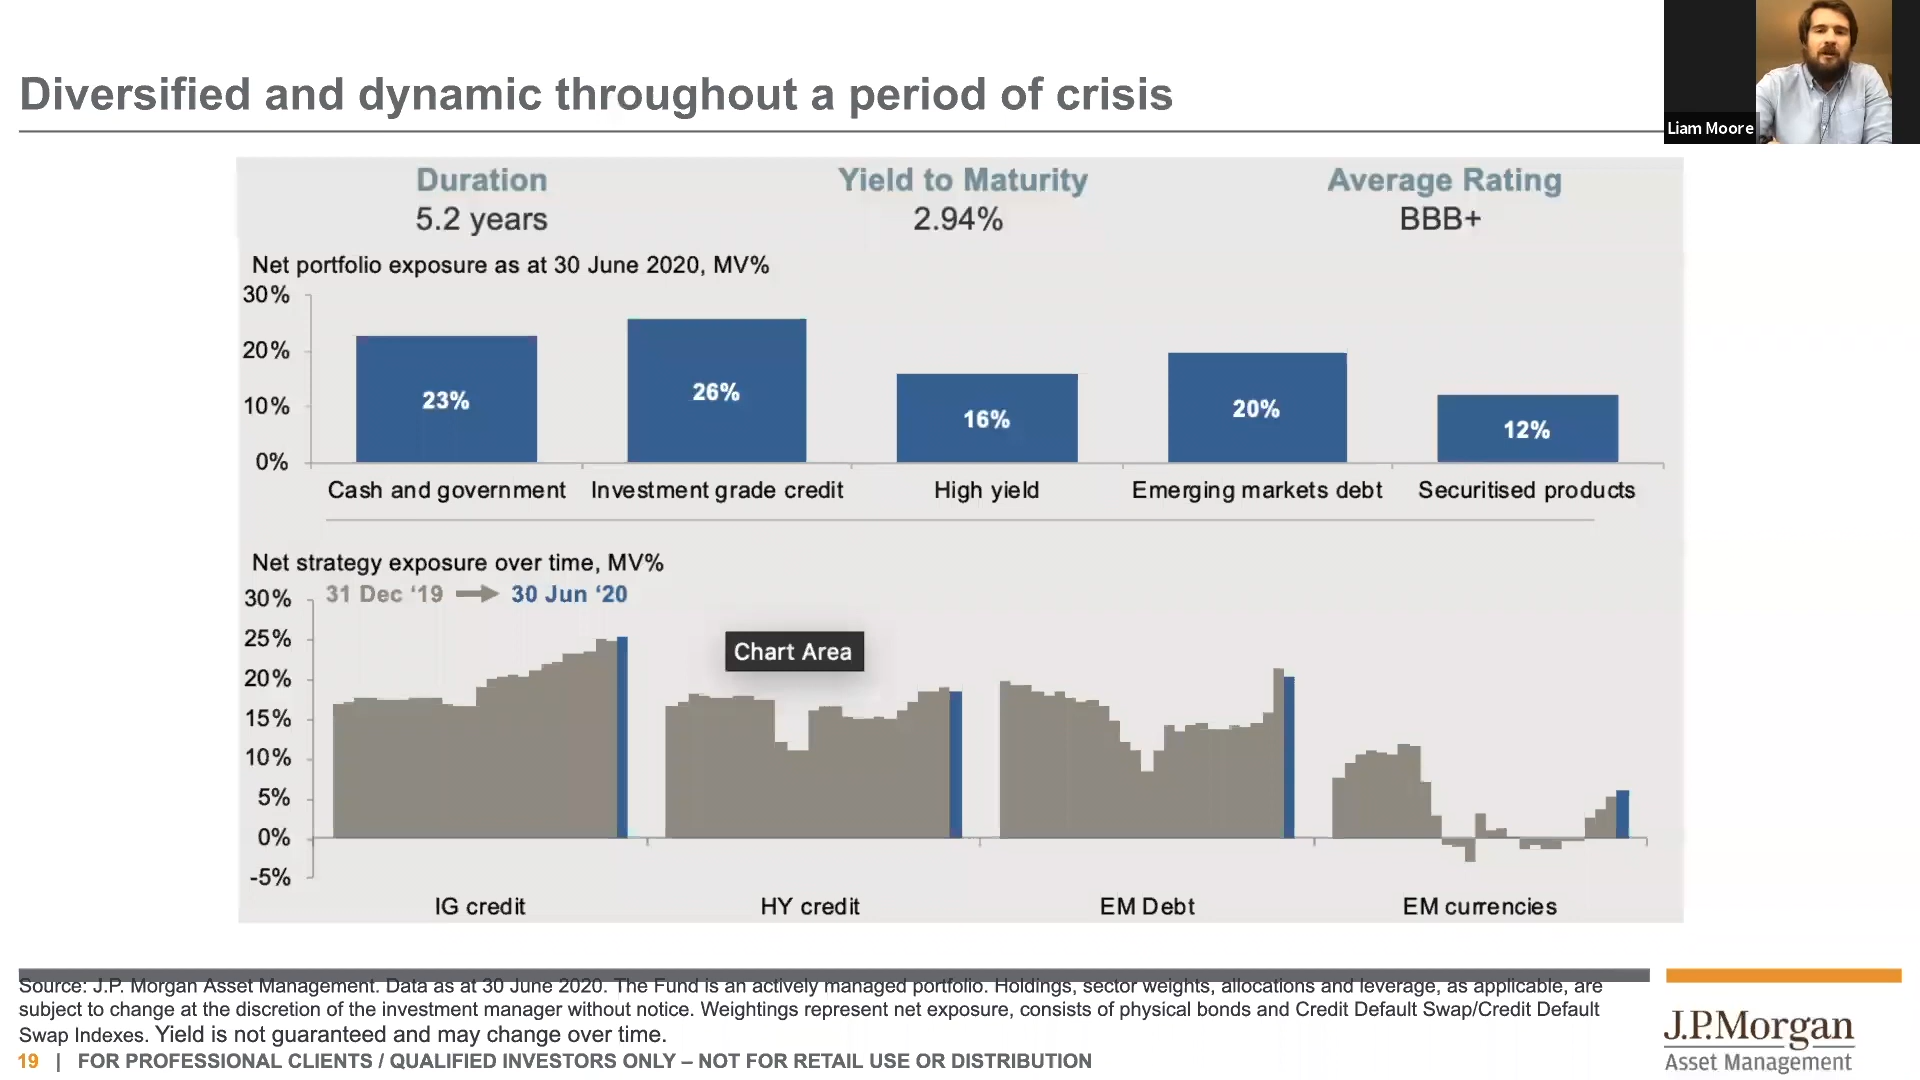 Diversified and dynamic throughout a period of crisis
Liam Moore
Duration
5.2 years
Yield to Maturity
2.94%
Average Rating
BBB+
Net portfolio exposure as at 30 June 2020, MV%
30%
20%
10%
0%
23%
26%
16%
20%
12%
Cash and government
Investment grade credit
High yield
Emerging markets debt
Securitised products
Net strategy exposure over time, MV%
31 Dec ‘19
30 Jun ‘20
30%
25%
20%
15%
10%
5%
0%
-5%
Chart Area
IG credit
HY credit
EM Debt
EM currencies
Source: J.P. Morgan Asset Management. Data as at 30 June 2020. The Fund is an actively managed portfolio. Holdings, sector weights, allocations and leverage, as applicable, are
subject to change at the discretion of the investment manager without notice. Weightings represent net exposure, consists of physical bonds and Credit Default Swap/Credit Default
Swap Indexes. Yield is not guaranteed and may change over time.
19 | FOR PROFESSIONAL CLIENTS / QUALIFIED INVESTORS ONLY – NOT FOR RETAIL USE OR DISTRIBUTION
J.P.Morgan
Asset Management